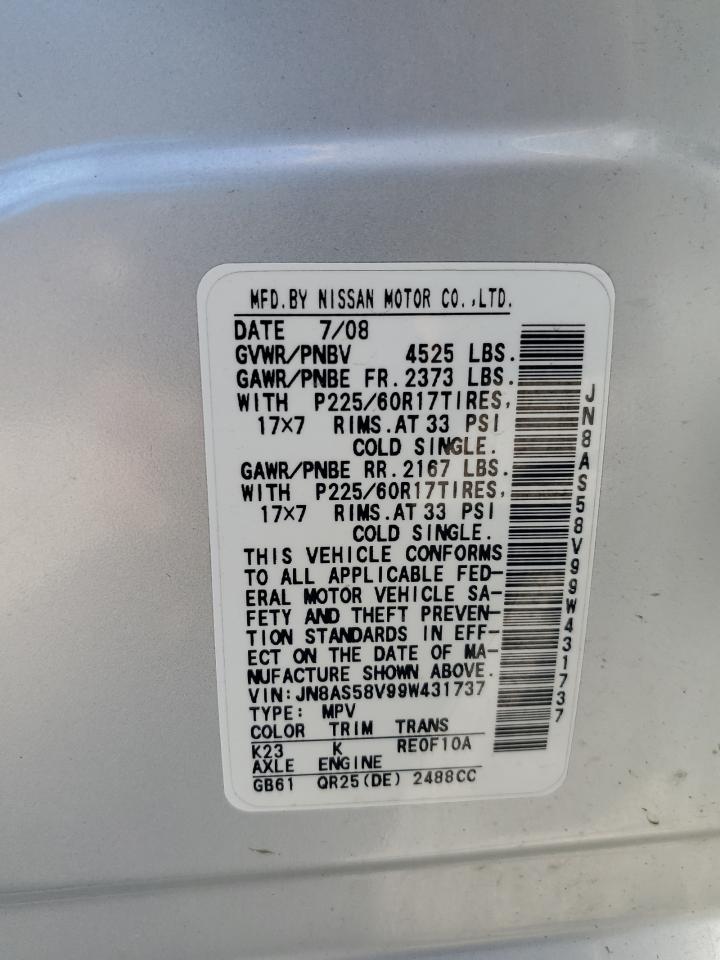 MFD.BY NISSAN MOTOR CO.,LTD.
DATE 7/08
GVWR/PNBV 4525 LBS.
GAWR/PNBE FR. 2373 LBS.
WITH P225/60R17TIRES,
17×7 RIMS.AT 33 PSI
COLD SINGLE.
GAWR/PNBE RR. 2167 LBS.
WITH P225/60R17TIRES,
17×7 RIMS.AT 33 PSI
COLD SINGLE.
THIS VEHICLE CONFORMS
TO ALL APPLICABLE FED-
ERAL MOTOR VEHICLE SA-
FETY AND THEFT PREVEN-
TION STANDARDS IN EFF-
ECT ON THE DATE OF MA-
NUFACTURE SHOWN ABOVE.
VIN:JN8AS58V99W431737
TYPE: MPV
COLOR TRIM TRANS
K23 K RE0F10A
AXLE ENGINE
GB61 QR25(DE) 2488CC
JN8AS58V99W431737